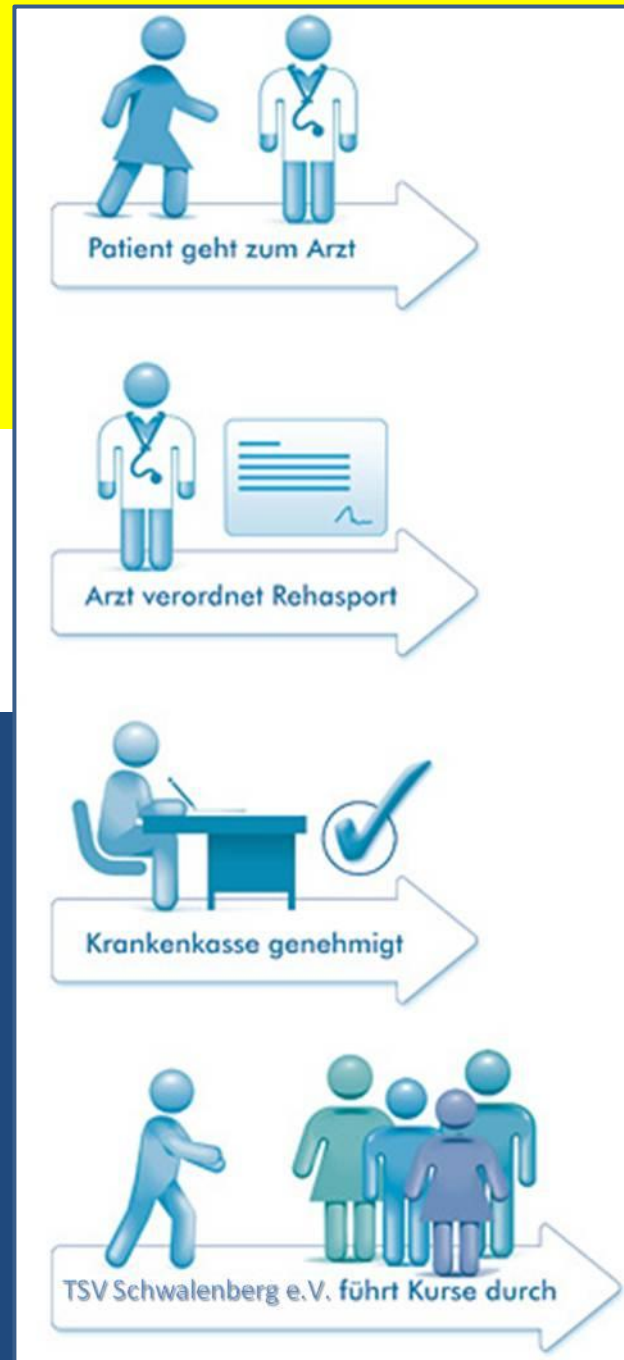 Patient geht zum Arzt
Arzt verordnet Rehasport
Krankenkasse genehmigt
TSV Schwalenberg e.V. führt Kurse durch